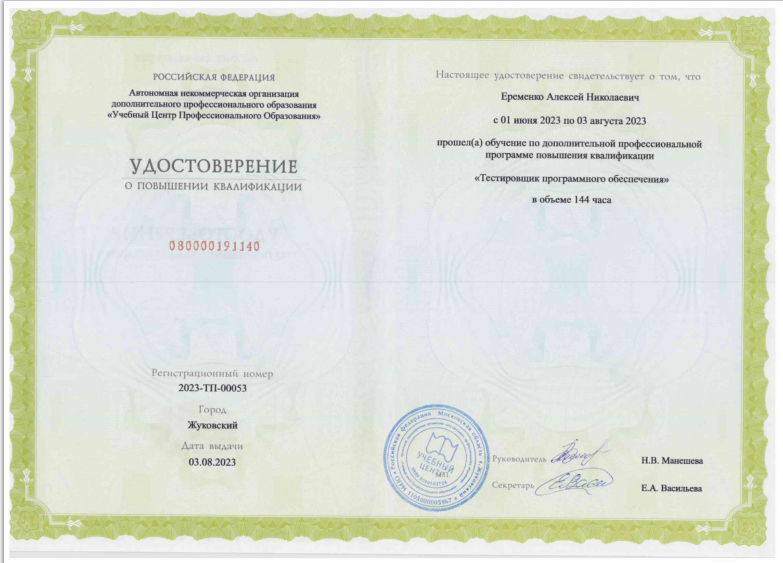 РОССИЙСКАЯ ФЕДЕРАЦИЯ
Автономная некоммерческая организация
дополнительного профессионального образования
«Учебный Центр Профессионального Образования»
УДОСТОВЕРЕНИЕ
О ПОВЫШЕНИИ КВАЛИФИКАЦИИ
080000191140
Регистрационный номер
2023-ТП-00053
Город
Жуковский
Дата выдачи
03.08.2023
Настоящее удостоверение свидетельствует о том, что
Еременко Алексей Николаевич
с 01 июня 2023 по 03 августа 2023
прошел(а) обучение по дополнительной профессиональной
программе повышения квалификации
«Тестировщик программного обеспечения»
в объеме 144 часа
УЧЕБНЫЙ
ЦЕНТР
Руководитель
Н.В. Манешева
Секретарь
Е.А. Васильева